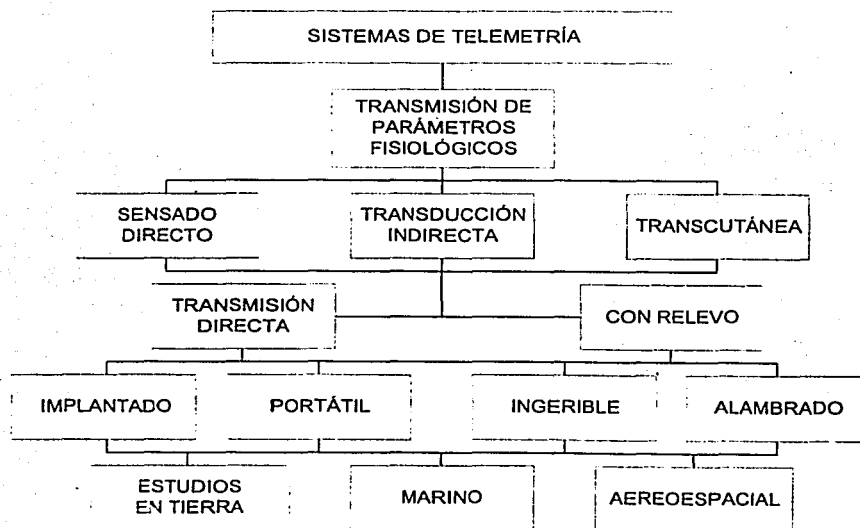 SISTEMAS DE TELEMETRÍA
TRANSMISIÓN DE
PARÁMETROS
FISIOLÓGICOS
SENSADO
DIRECTO
TRANSDUCCIÓN
INDIRECTA
TRANSCUTÁNEA
TRANSMISIÓN
DIRECTA
CON RELEVO
IMPLANTADO
PORTÁTIL
INGERIBLE
ALAMBRADO
ESTUDIOS
EN TIERRA
MARINO
AEREOESPACIAL